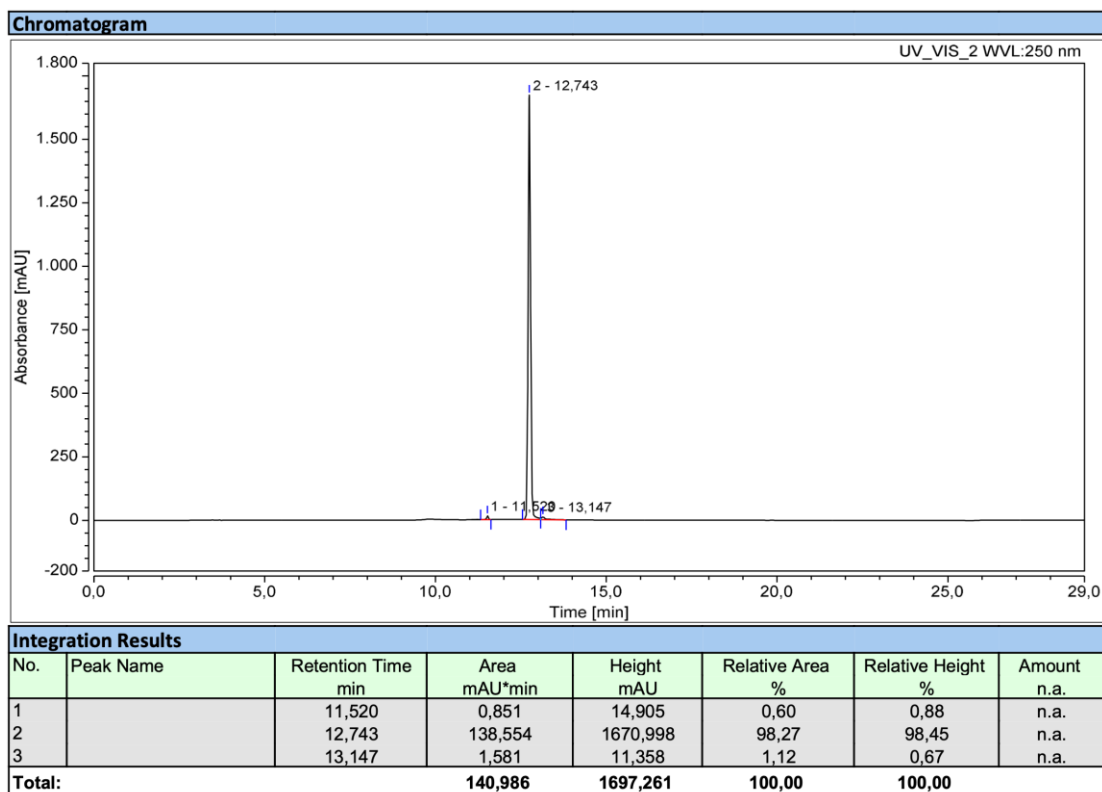 Chromatogram
UV_VIS_2 WVL:250 nm
1.800
1.500
1.250
1.000
750
500
250
0
-200
Absorbance [mAU]
2 - 12,743
1 - 11,520
3 - 13,147
0,0 5,0 10,0 15,0 20,0 25,0 29,0
Time [min]
Integration Results
No. Peak Name Retention Time Area Height Relative Area Relative Height Amount
min mAU*min mAU % % n.a.
1 11,520 0,851 14,905 0,60 0,88 n.a.
2 12,743 138,554 1670,998 98,27 98,45 n.a.
3 13,147 1,581 11,358 1,12 0,67 n.a.
Total: 140,986 1697,261 100,00 100,00